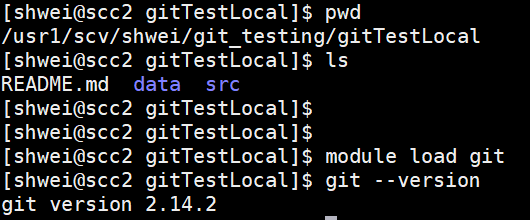 [shwei@scc2 gitTestLocal]$ pwd
/usr1/scv/shwei/git_testing/gitTestLocal
[shwei@scc2 gitTestLocal]$ ls
README.md  data  src
[shwei@scc2 gitTestLocal]$
[shwei@scc2 gitTestLocal]$
[shwei@scc2 gitTestLocal]$ module load git
[shwei@scc2 gitTestLocal]$ git --version
git version 2.14.2